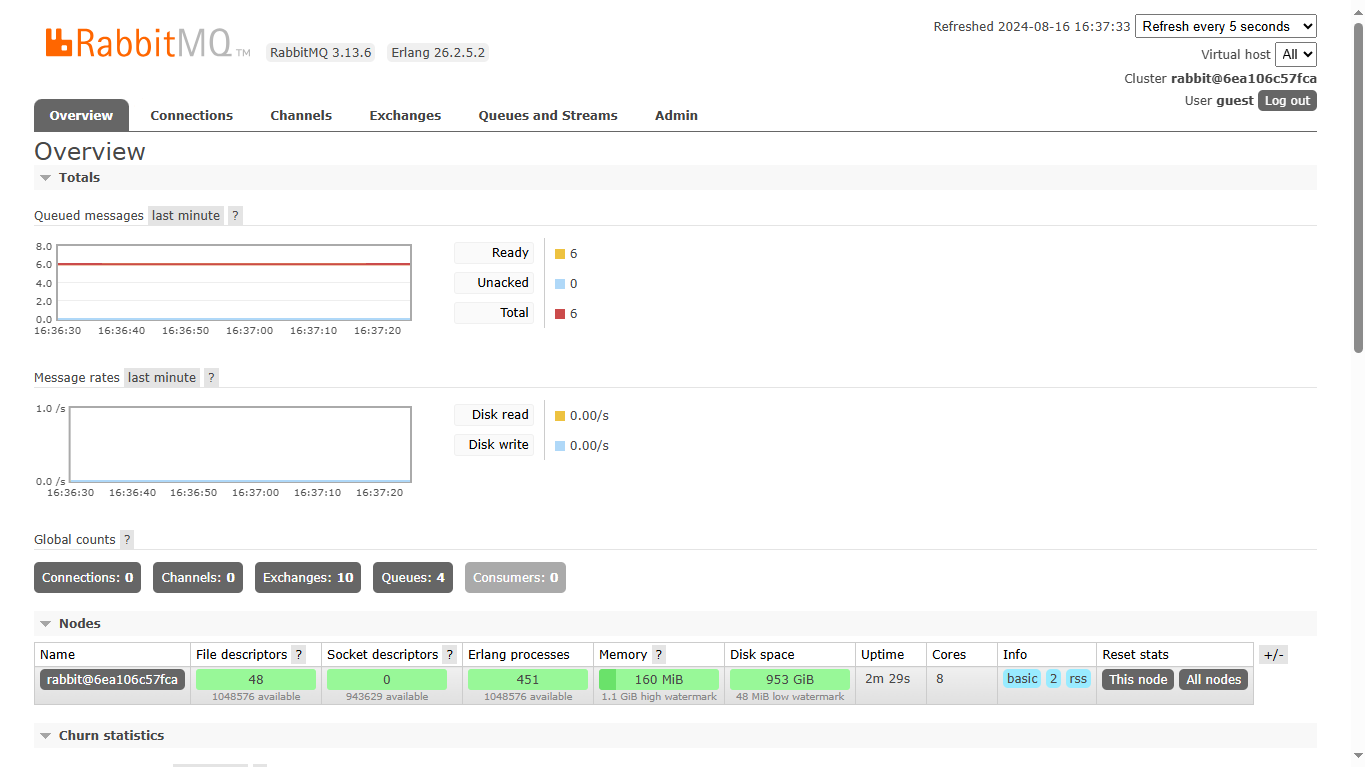 RabbitMQ TM RabbitMQ 3.13.6 Erlang 26.2.5.2
Refreshed 2024-08-16 16:37:33 Refresh every 5 seconds
Virtual host All
Cluster rabbit@6ea106c57fca
User guest Log out
Overview Connections Channels Exchanges Queues and Streams Admin
Overview
Totals
Queued messages last minute ?
8.0
6.0
4.0
2.0
0.0
16:36:30 16:36:40 16:36:50 16:37:00 16:37:10 16:37:20
Ready 6
Unacked 0
Total 6
Message rates last minute ?
1.0 /s
0.0 /s
16:36:30 16:36:40 16:36:50 16:37:00 16:37:10 16:37:20
Disk read 0.00/s
Disk write 0.00/s
Global counts ?
Connections: 0 Channels: 0 Exchanges: 10 Queues: 4 Consumers: 0
Nodes
Name File descriptors ? Socket descriptors ? Erlang processes Memory ? Disk space Uptime Cores Info Reset stats +/-
rabbit@6ea106c57fca 48 0 451 160 MiB 953 GiB 2m 29s 8 basic 2 rss This node All nodes
1048576 available 943629 available 1048576 available 1.1 GiB high watermark 48 MiB low watermark
Churn statistics